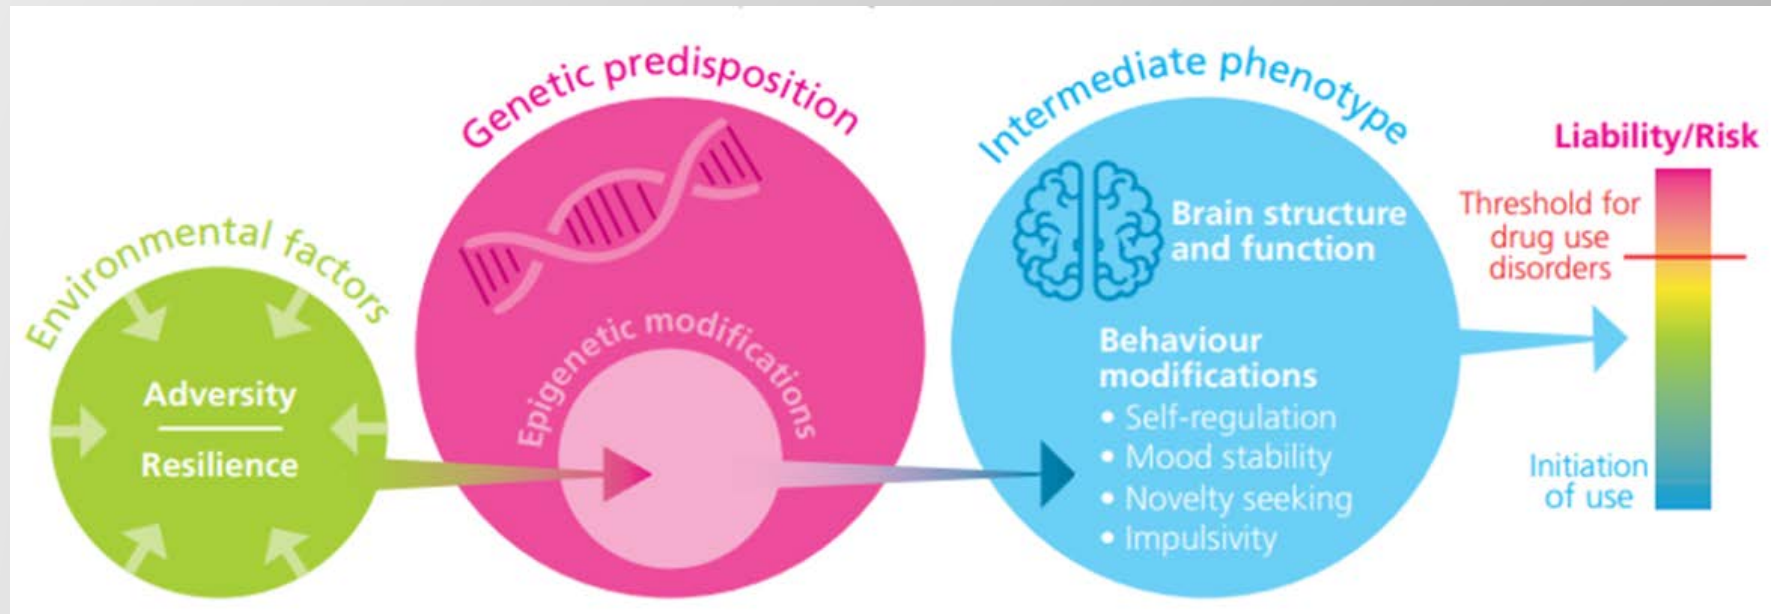 Environmental factors
Adversity
Resilience
Genetic predisposition
Epigenetic modifications
Intermediate phenotype
Brain structure
and function
Behaviour
modifications
• Self-regulation
• Mood stability
• Novelty seeking
• Impulsivity
Liability/Risk
Threshold for
drug use
disorders
Initiation
of use